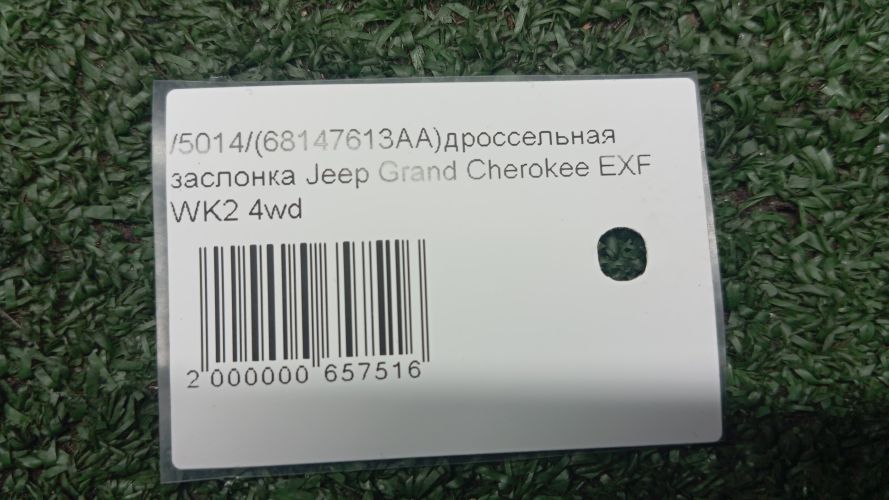 /5014/(68147613AA)дроссельная
заслонка Jeep Grand Cherokee EXF
WK2 4wd
2 000000 657516